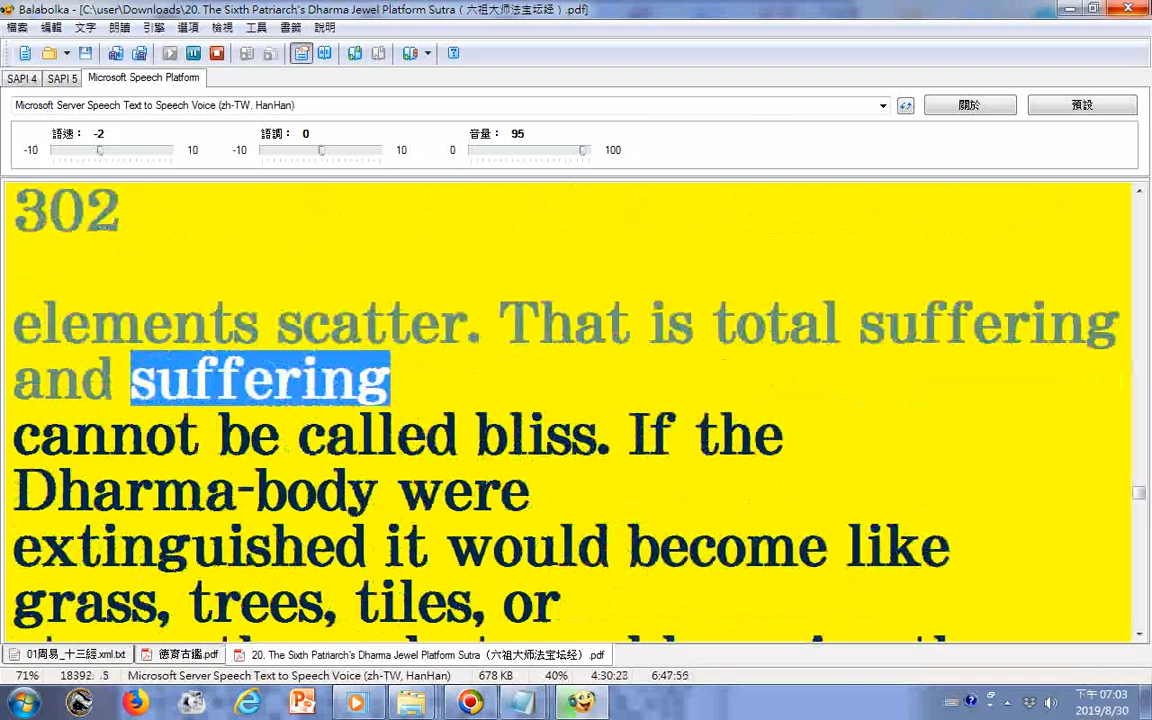 Balabolka - [C:\user\Downloads\20. The Sixth Patriarch's Dharma Jewel Platform Sutra（六祖大师法宝坛经）.pdf]
檔案 編輯 文字 朗讀 引擎 選項 檢視 工具 書籤 說明
SAPI 4 SAPI 5 Microsoft Speech Platform
Microsoft Server Speech Text to Speech Voice (zh-TW, HanHan) 關於 預設
語速： -2 語調： 0 音量： 95
-10 10 -10 10 0 100
302
elements scatter. That is total suffering
and suffering
cannot be called bliss. If the
Dharma-body were
extinguished it would become like
grass, trees, tiles, or
01周易_十三經.xml.txt 德育古鑑.pdf 20. The Sixth Patriarch's Dharma Jewel Platform Sutra（六祖大师法宝坛经）.pdf
71% Microsoft Server Speech Text to Speech Voice (zh-TW, HanHan) 678 KB 40% 4:30:23 6:47:55
下午 07:03
2019/8/30